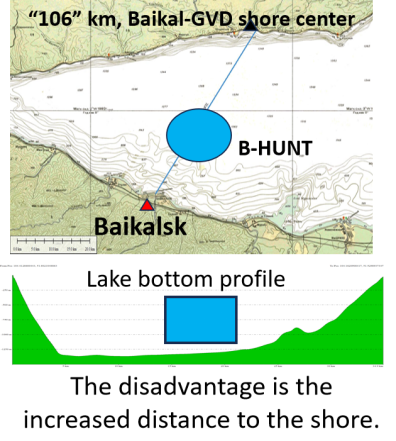 “106” km, Baikal-GVD shore center
B-HUNT
Baikalsk
Lake bottom profile
The disadvantage is the
increased distance to the shore.